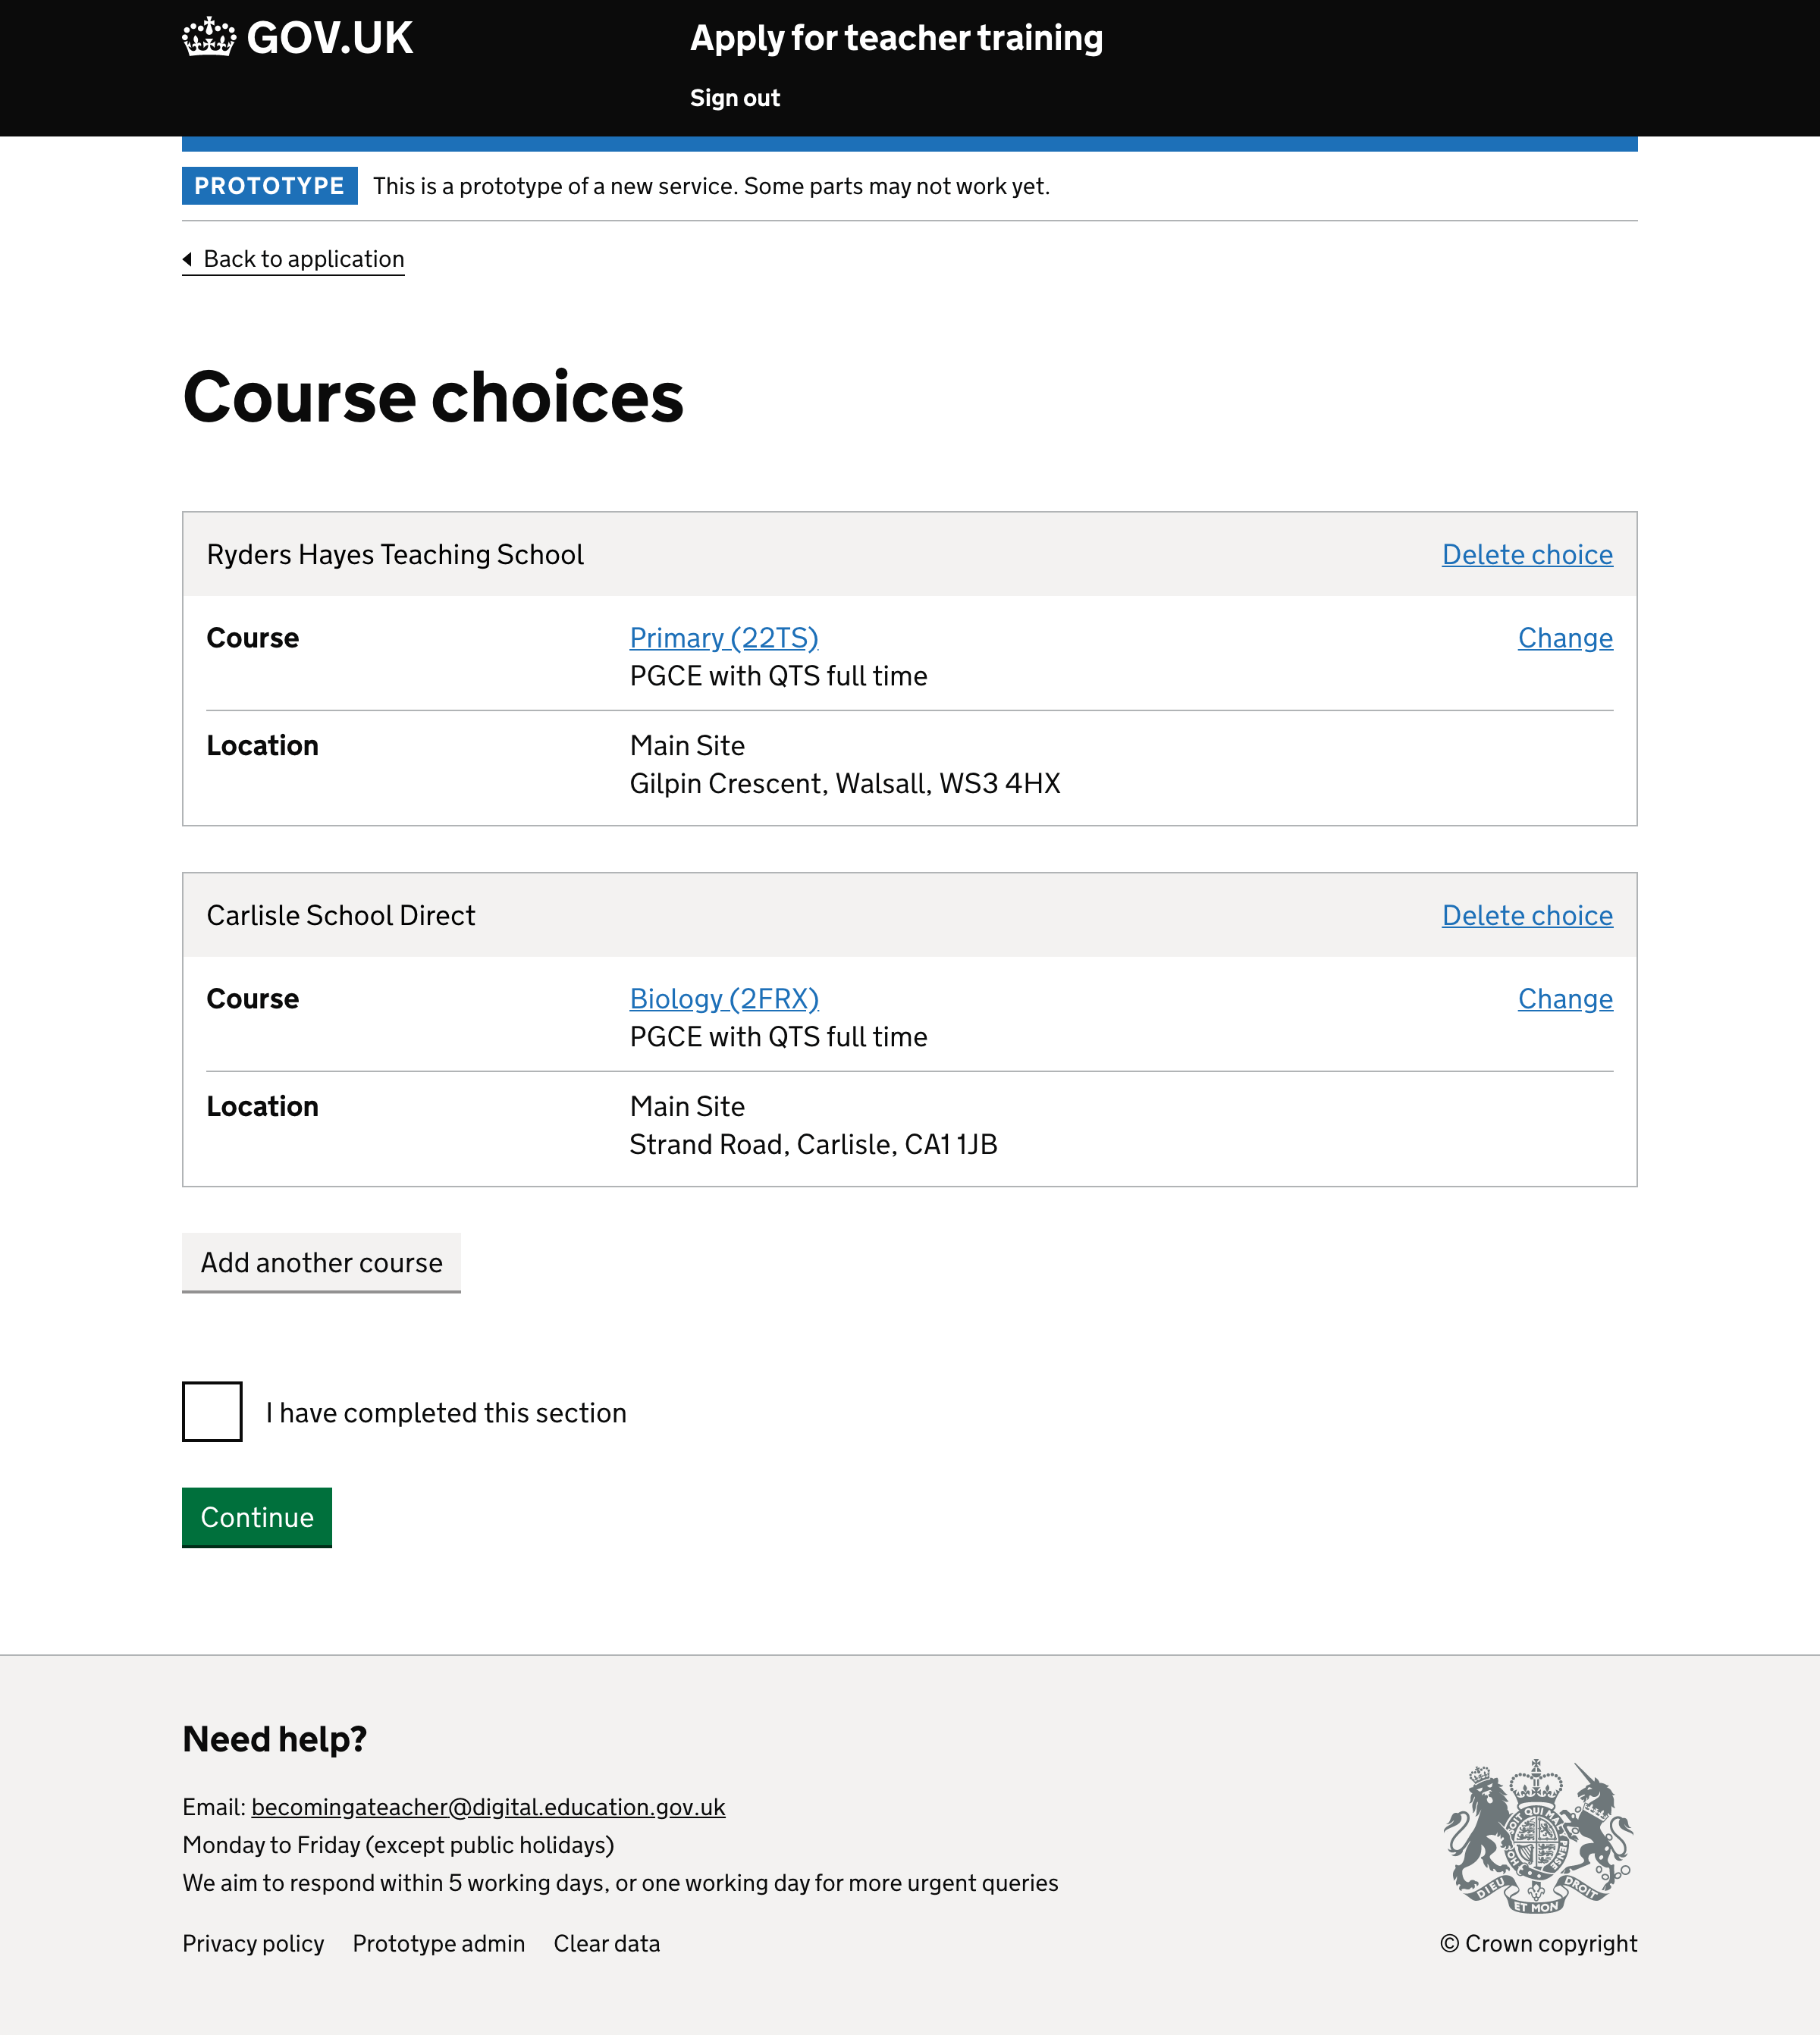 GOV.UK
Apply for teacher training
Sign out
PROTOTYPE This is a prototype of a new service. Some parts may not work yet.
Back to application
Course choices
Ryders Hayes Teaching School Delete choice
Course Primary (22TS) Change
PGCE with QTS full time
Location Main Site
Gilpin Crescent, Walsall, WS3 4HX
Carlisle School Direct Delete choice
Course Biology (2FRX) Change
PGCE with QTS full time
Location Main Site
Strand Road, Carlisle, CA1 1JB
Add another course
I have completed this section
Continue
Need help?
Email: becomingateacher@digital.education.gov.uk
Monday to Friday (except public holidays)
We aim to respond within 5 working days, or one working day for more urgent queries
DIEU ET MON DROIT
Privacy policy Prototype admin Clear data © Crown copyright